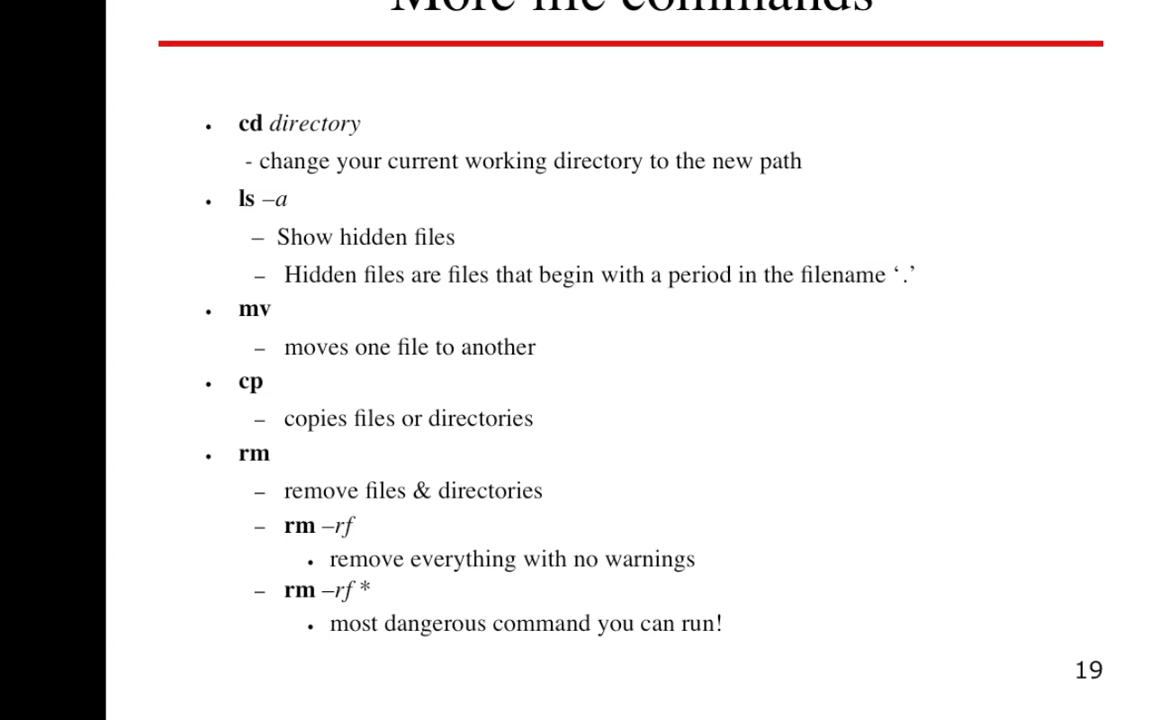 More file commands
• cd directory
- change your current working directory to the new path
• ls –a
– Show hidden files
– Hidden files are files that begin with a period in the filename ‘.’
• mv
– moves one file to another
• cp
– copies files or directories
• rm
– remove files & directories
– rm –rf
• remove everything with no warnings
– rm –rf *
• most dangerous command you can run!
19